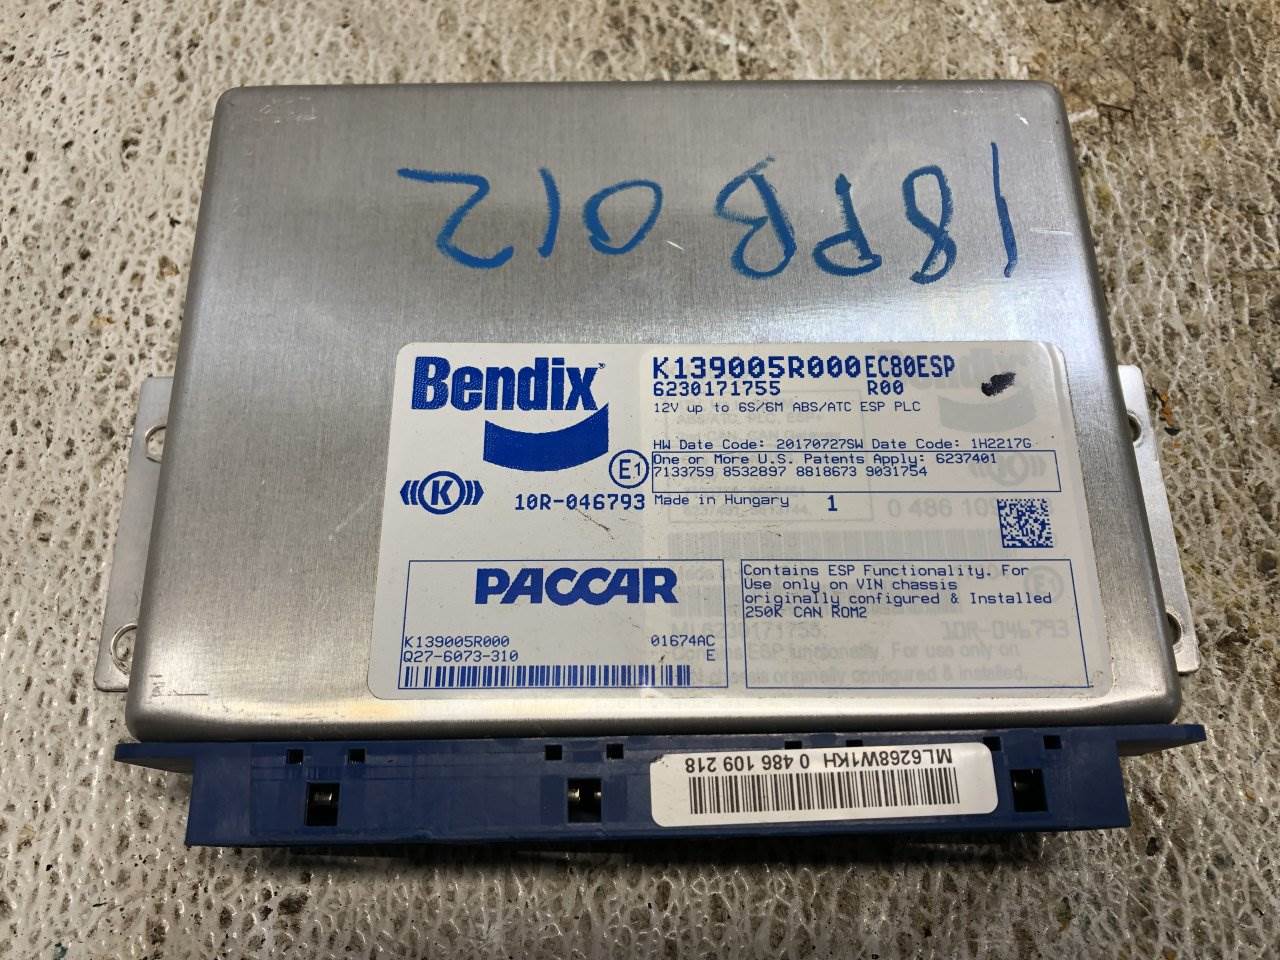 18PB 012
Bendix
K139005R000 EC80ESP
6230171755 R00
12V up to 6S/6M ABS/ATC ESP PLC
HW Date Code: 20170727SW Date Code: 1H2217G
One or More U.S. Patents Apply: 6237401
7133759 8532897 8818673 9031754
E1
K
10R-046793 Made in Hungary 1
PACCAR
K139005R000 01674AC
Q27-6073-310 E
Contains ESP Functionality. For
Use only on VIN chassis
originally configured & Installed
250K CAN ROM2
ML6268W1KH 0 486 109 218